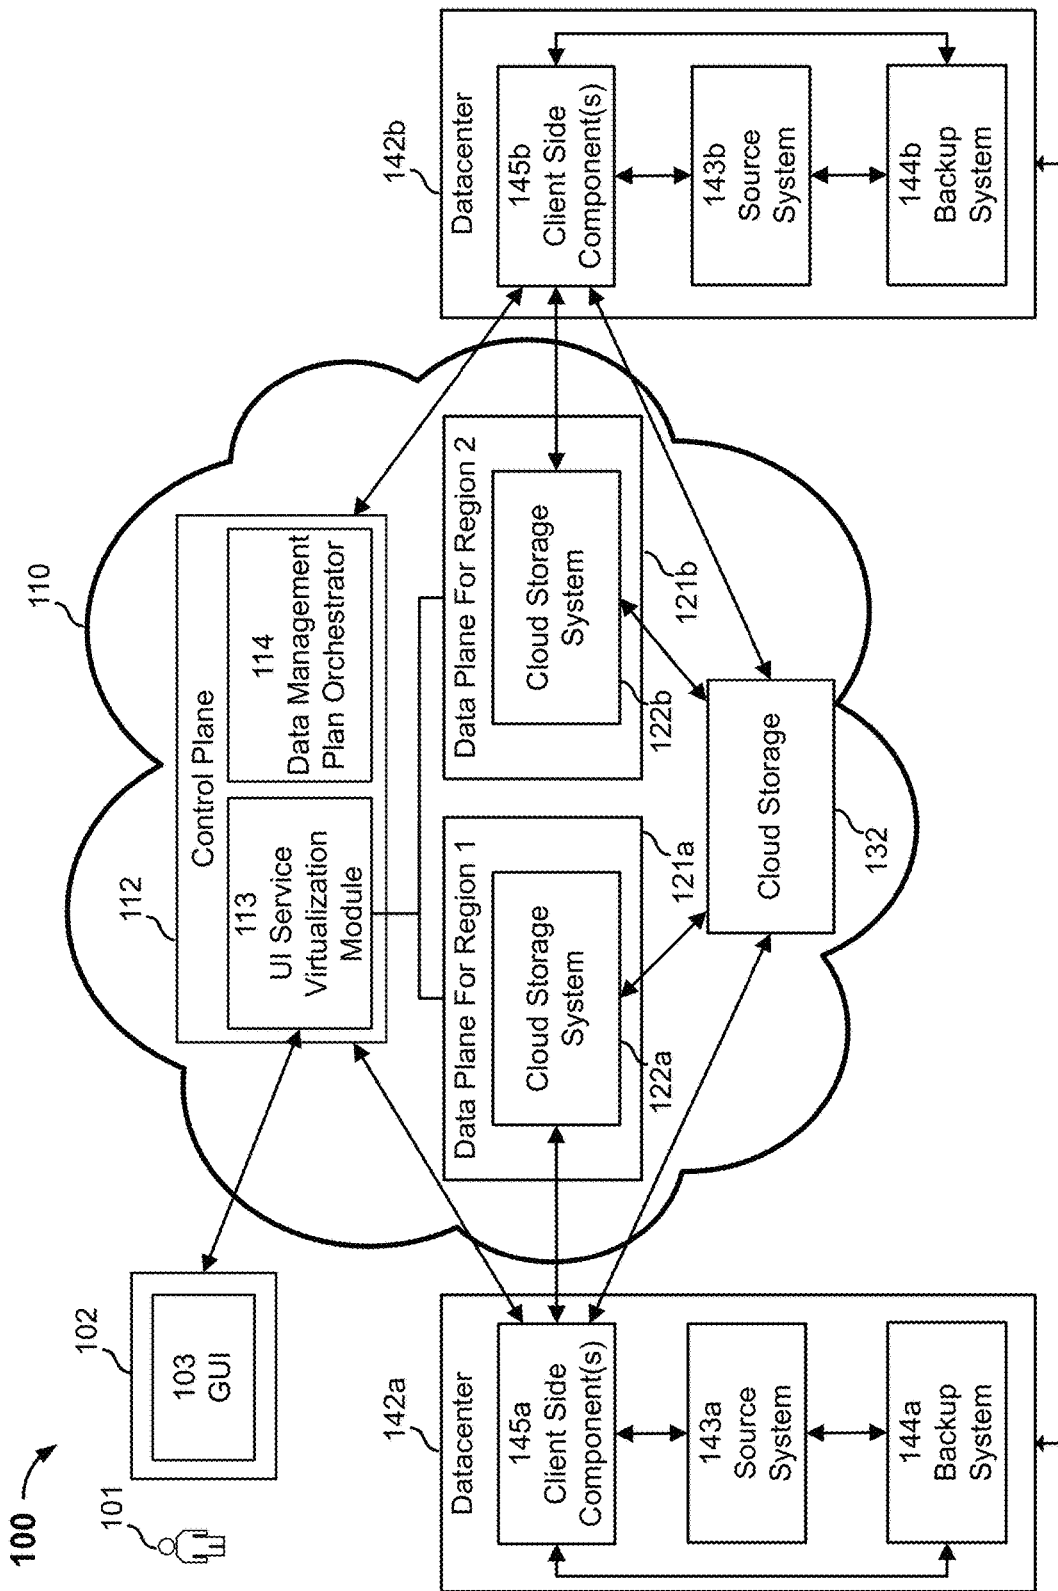 100
101
102
103
GUI
110
112
Control Plane
113
UI Service
Virtualization
Module
114
Data Management
Plan Orchestrator
Data Plane For Region 1
Cloud Storage
System
122a
121a
Data Plane For Region 2
Cloud Storage
System
122b
121b
Cloud Storage
132
142a
Datacenter
145a
Client Side
Component(s)
143a
Source
System
144a
Backup
System
142b
Datacenter
145b
Client Side
Component(s)
143b
Source
System
144b
Backup
System